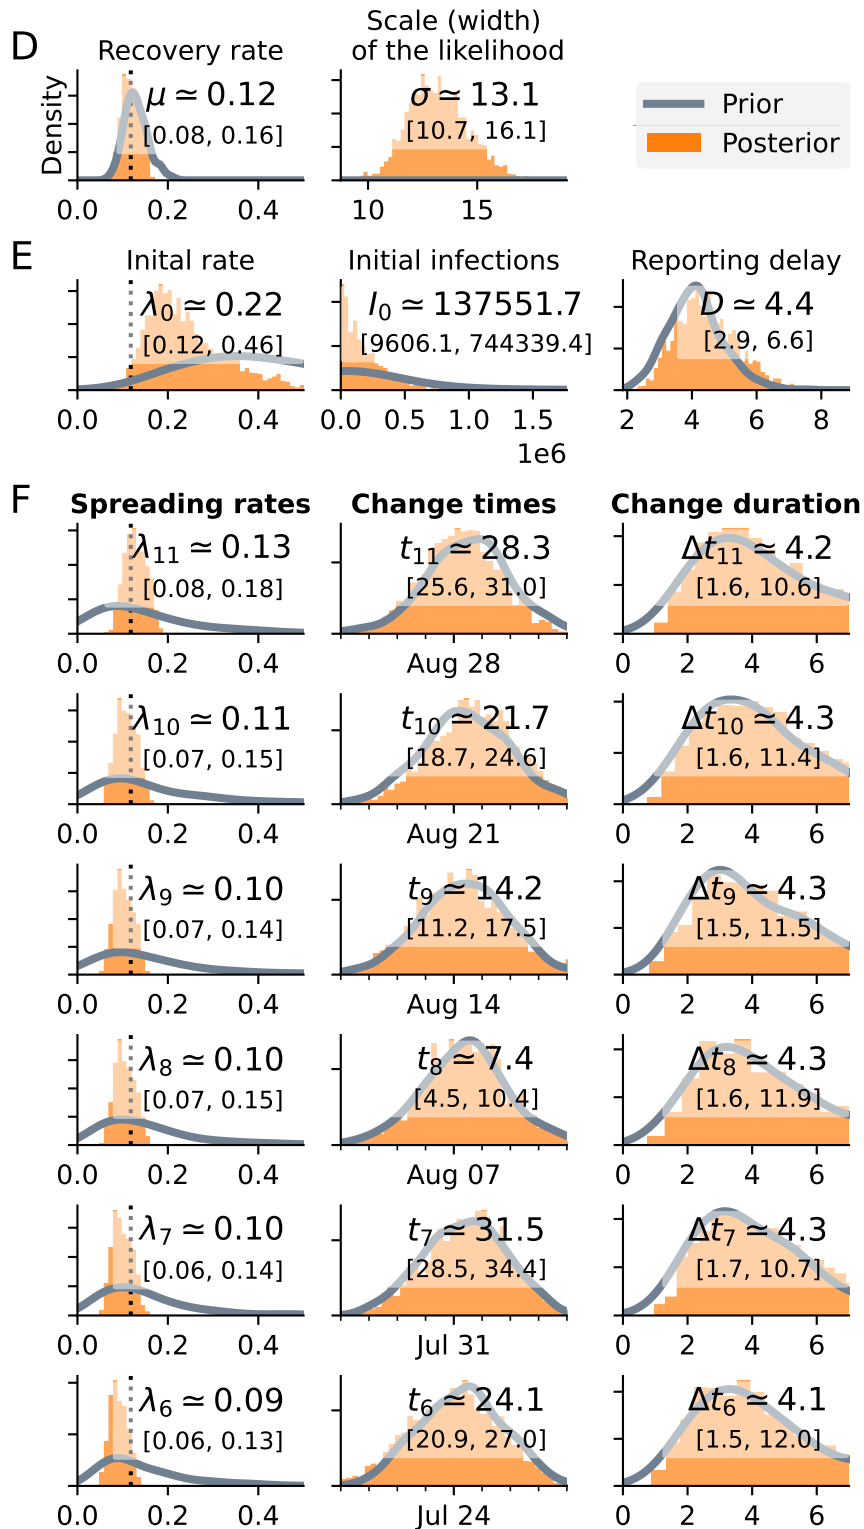 D
Recovery rate
Scale (width)
of the likelihood
Density
μ ≃ 0.12
[0.08, 0.16]
0.0 0.2 0.4
σ ≃ 13.1
[10.7, 16.1]
10 15
Prior
Posterior
E
Inital rate
λ0 ≃ 0.22
[0.12, 0.46]
0.0 0.2 0.4
Initial infections
I0 ≃ 137551.7
[9606.1, 744339.4]
0.0 0.5 1.0 1.5
1e6
Reporting delay
D ≃ 4.4
[2.9, 6.6]
2 4 6 8
F
Spreading rates
Change times
Change duration
λ11 ≃ 0.13
[0.08, 0.18]
0.0 0.2 0.4
t11 ≃ 28.3
[25.6, 31.0]
Aug 28
Δt11 ≃ 4.2
[1.6, 10.6]
0 2 4 6
λ10 ≃ 0.11
[0.07, 0.15]
0.0 0.2 0.4
t10 ≃ 21.7
[18.7, 24.6]
Aug 21
Δt10 ≃ 4.3
[1.6, 11.4]
0 2 4 6
λ9 ≃ 0.10
[0.07, 0.14]
0.0 0.2 0.4
t9 ≃ 14.2
[11.2, 17.5]
Aug 14
Δt9 ≃ 4.3
[1.5, 11.5]
0 2 4 6
λ8 ≃ 0.10
[0.07, 0.15]
0.0 0.2 0.4
t8 ≃ 7.4
[4.5, 10.4]
Aug 07
Δt8 ≃ 4.3
[1.6, 11.9]
0 2 4 6
λ7 ≃ 0.10
[0.06, 0.14]
0.0 0.2 0.4
t7 ≃ 31.5
[28.5, 34.4]
Jul 31
Δt7 ≃ 4.3
[1.7, 10.7]
0 2 4 6
λ6 ≃ 0.09
[0.06, 0.13]
0.0 0.2 0.4
t6 ≃ 24.1
[20.9, 27.0]
Jul 24
Δt6 ≃ 4.1
[1.5, 12.0]
0 2 4 6